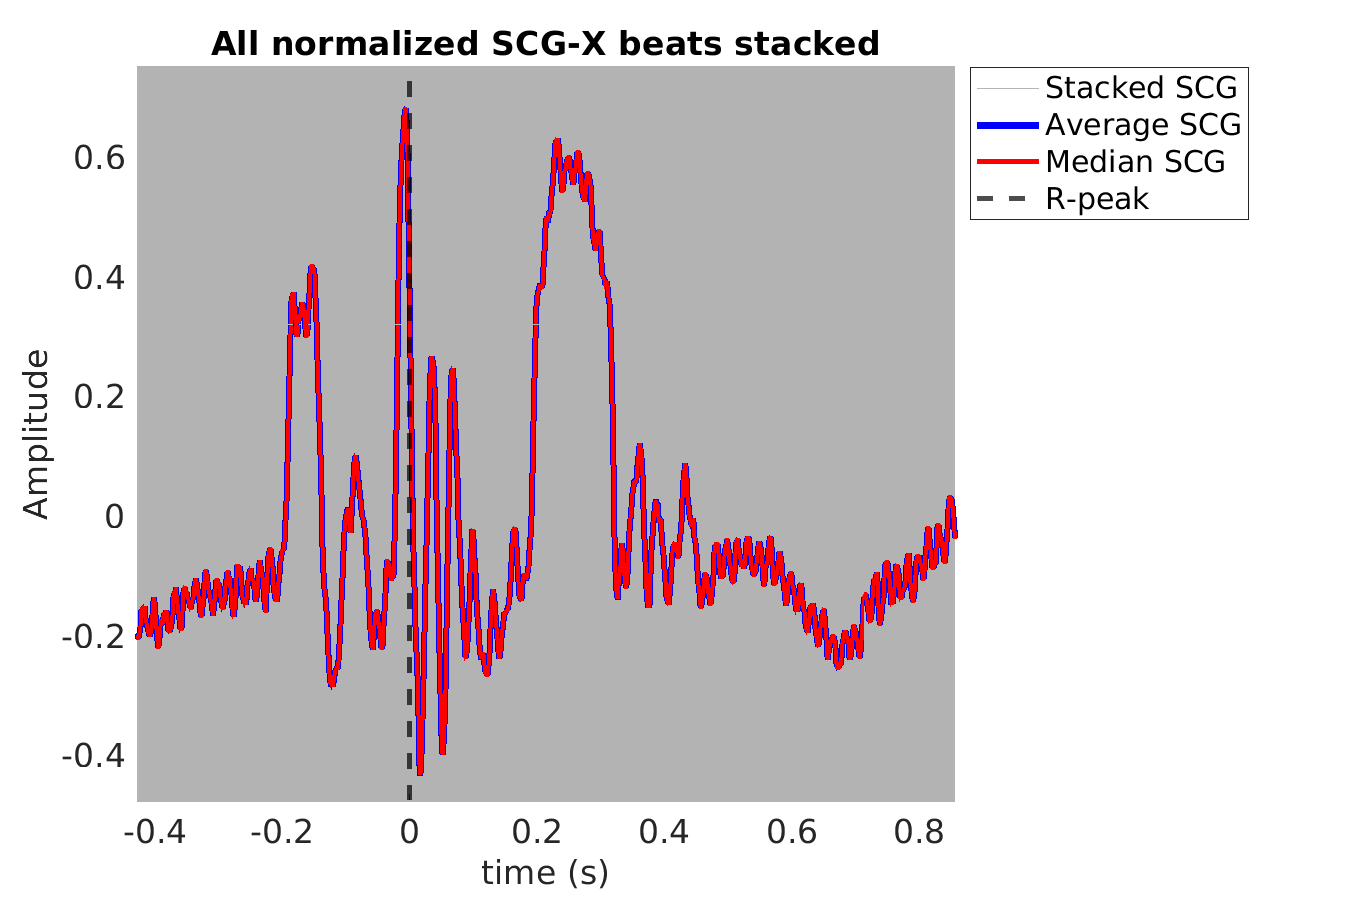 All normalized SCG-X beats stacked
Stacked SCG
Average SCG
Median SCG
R-peak
Amplitude
0.6
0.4
0.2
0
-0.2
-0.4
-0.4 -0.2 0 0.2 0.4 0.6 0.8
time (s)